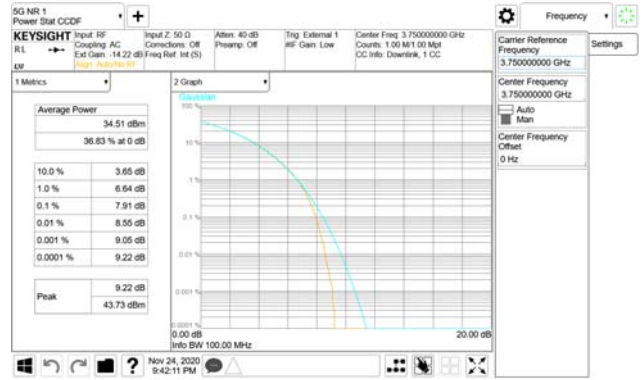 5G NR 1
Power Stat CCDF
Frequency
KEYSIGHT
RL
Input: RF
Coupling: AC
Ext Gain: -14.22 dB
Align: Auto/No RF
Input Z: 50 Ω
Corrections: Off
Freq Ref: Int (S)
Atten: 40 dB
Preamp: Off
Trig: External 1
#IF Gain: Low
Center Freq: 3.750000000 GHz
Counts: 1.00 M/1.00 Mpt
CC Info: Downlink, 1 CC
Carrier Reference
Frequency
3.750000000 GHz
Settings
1 Metrics
2 Graph
Center Frequency
3.750000000 GHz
Auto
Man
Center Frequency
Offset
0 Hz
Average Power
34.51 dBm
36.83 % at 0 dB
10.0 % 3.65 dB
1.0 % 6.64 dB
0.1 % 7.91 dB
0.01 % 8.55 dB
0.001 % 9.05 dB
0.0001 % 9.22 dB
Peak
9.22 dB
43.73 dBm
Gaussian
100 %
10 %
1 %
0.1 %
0.01 %
0.001 %
0.0001 %
0.00 dB
20.00 dB
Info BW 100.00 MHz
?
Nov 24, 2020
9:42:11 PM